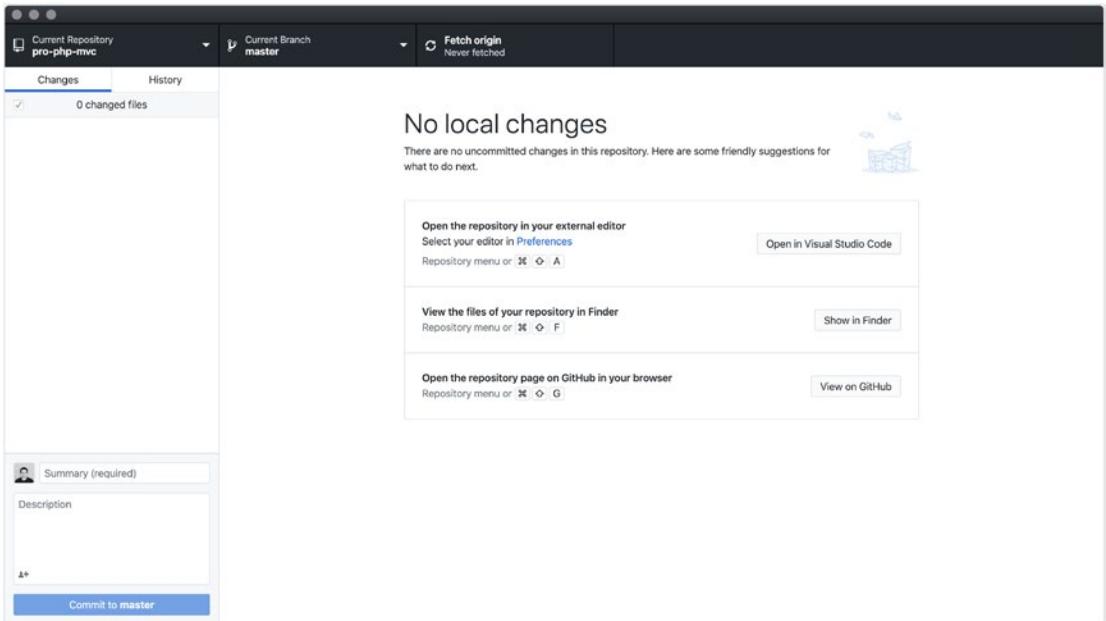 Current Repository
pro-php-mvc
Current Branch
master
Fetch origin
Never fetched
Changes
History
0 changed files
No local changes
There are no uncommitted changes in this repository. Here are some friendly suggestions for
what to do next.
Open the repository in your external editor
Select your editor in Preferences
Repository menu or ⌘ ⇧ A
Open in Visual Studio Code
View the files of your repository in Finder
Repository menu or ⌘ ⇧ F
Show in Finder
Open the repository page on GitHub in your browser
Repository menu or ⌘ ⇧ G
View on GitHub
Summary (required)
Description
Commit to master